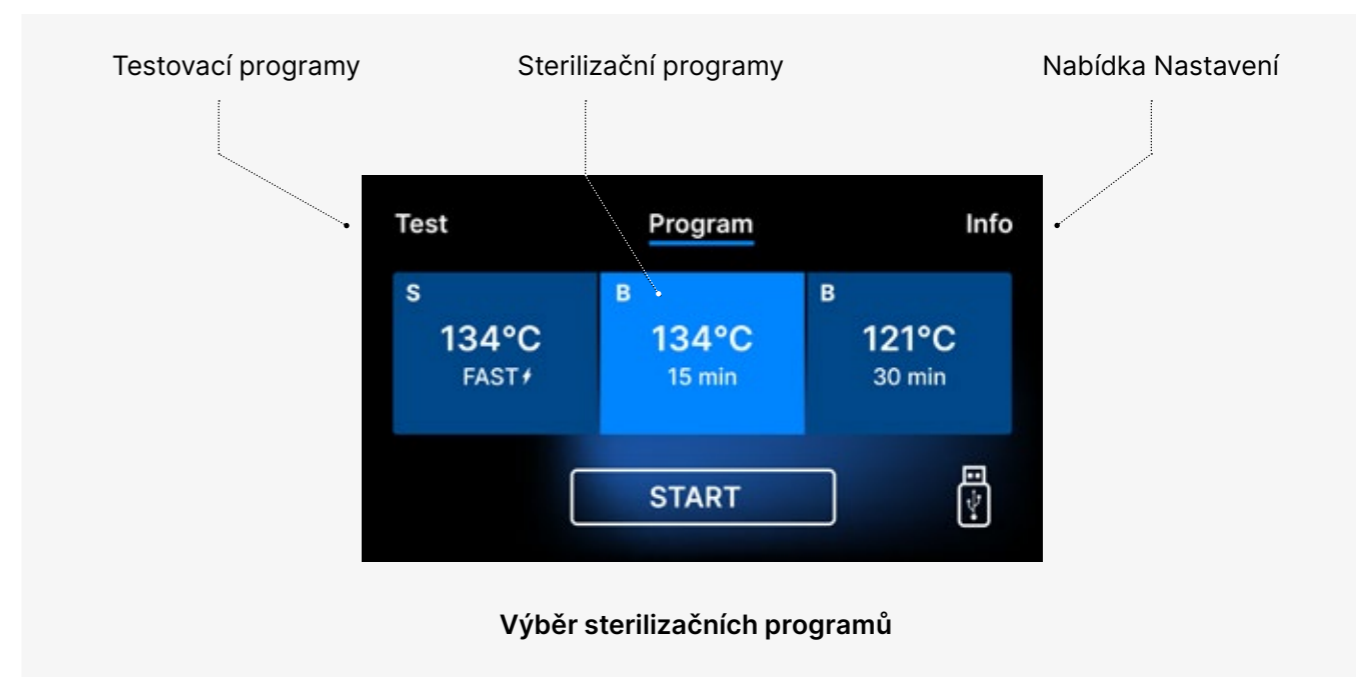 Testovací programy Sterilizační programy Nabídka Nastavení
Test Program Info
S B B
134°C 134°C 121°C
FAST 15 min 30 min
START
Výběr sterilizačních programů